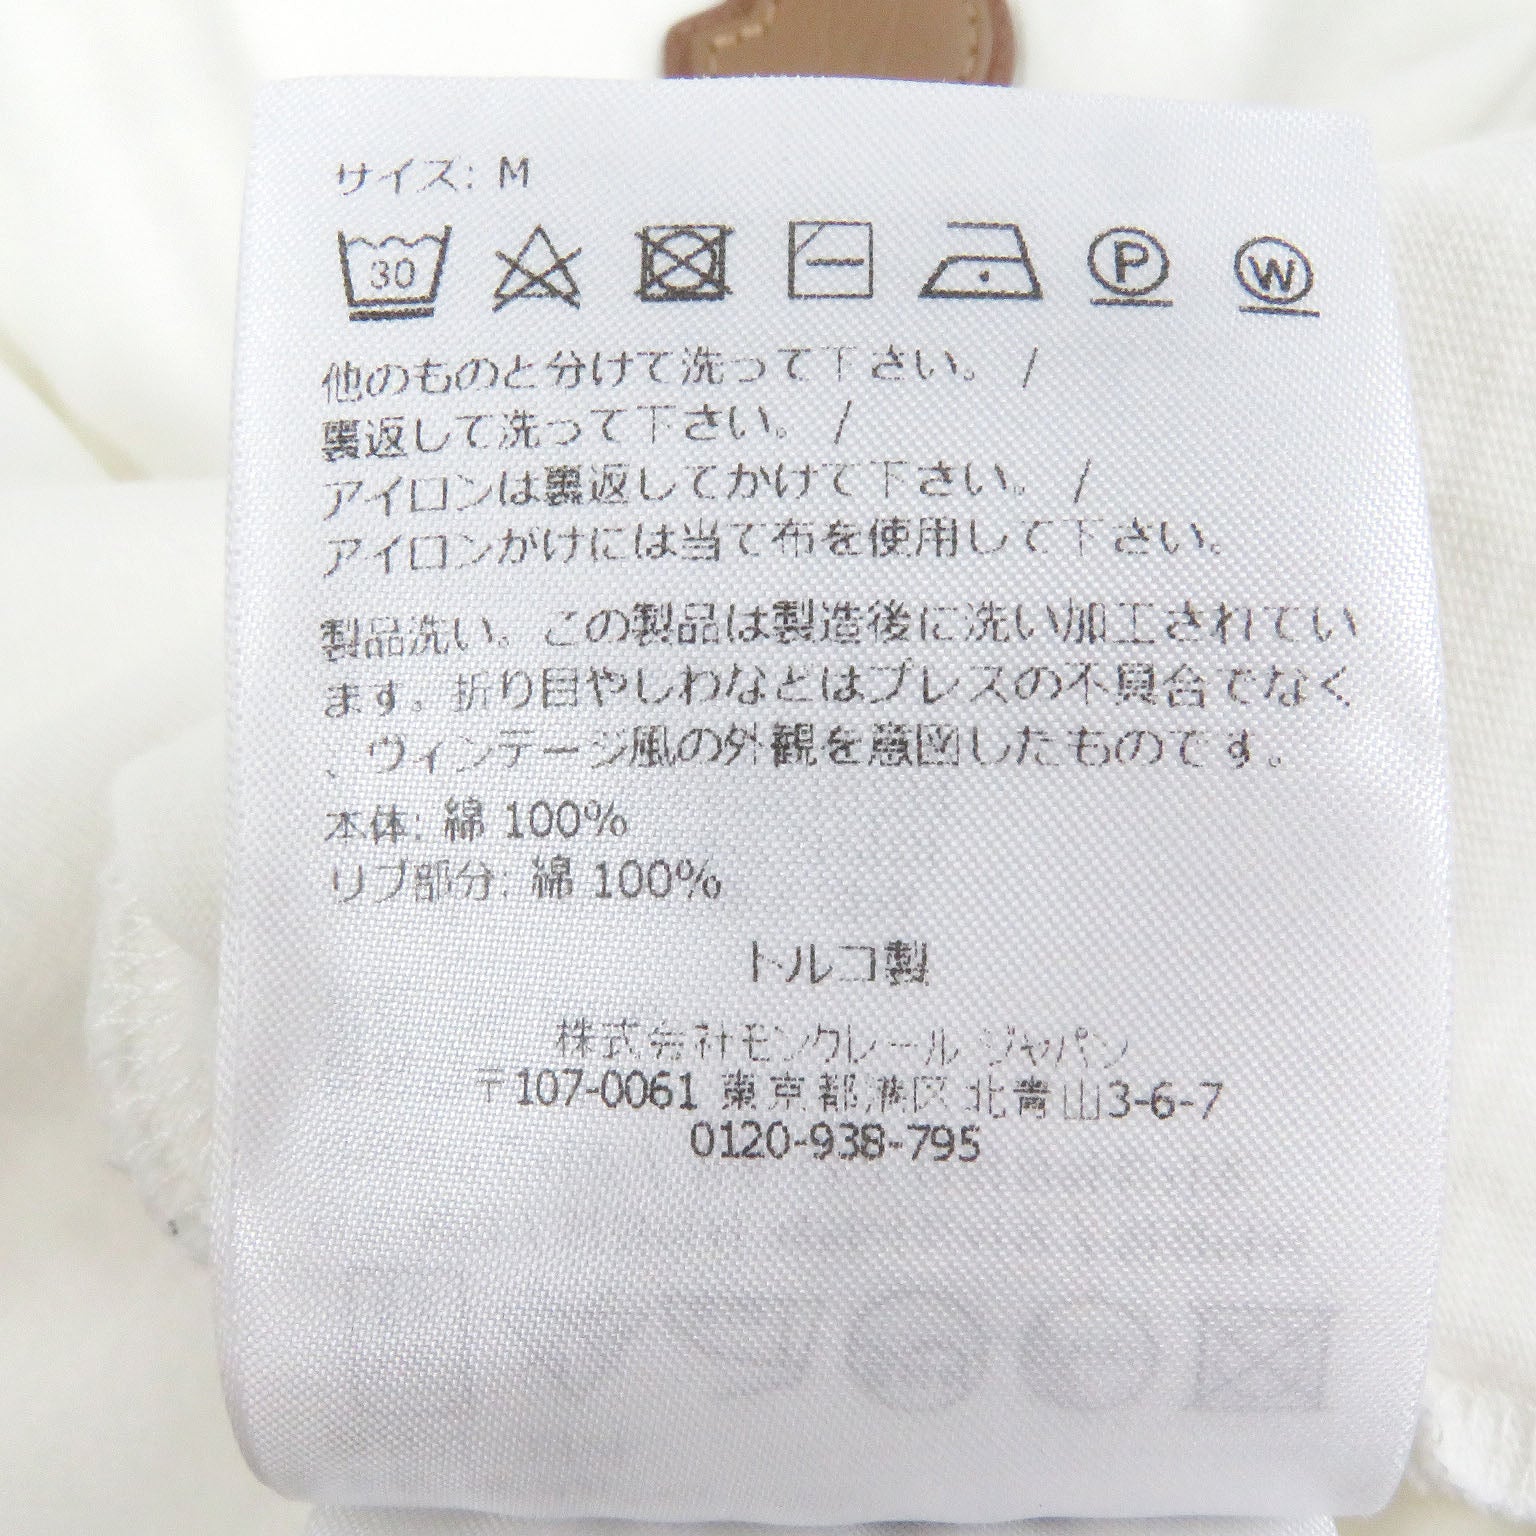 サイズ: M
30 P W
他のものと分けて洗って下さい。 /
裏返して洗って下さい。 /
アイロンは裏返してかけて下さい。 /
アイロンがけには当て布を使用して下さい。
製品洗い。この製品は製造後に洗い加工されてい
ます。折り目やしわなどはプレスの不具合でなく
、ヴィンテージ風の外観を意図したものです。
本体: 綿 100%
リブ部分: 綿 100%
トルコ製
株式会社モンクレール ジャパン
〒107-0061 東京都港区 北青山3-6-7
0120-938-795